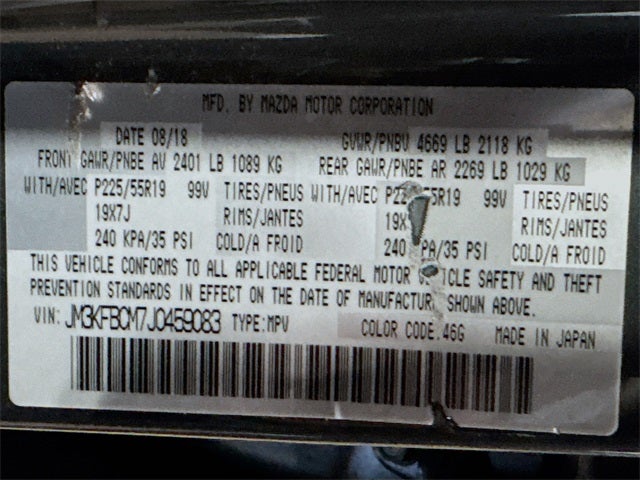 MFD. BY MAZDA MOTOR CORPORATION
DATE 08/18 GVWR/PNBV 4669 LB 2118 KG
FRONT GAWR/PNBE AV 2401 LB 1089 KG REAR GAWR/PNBE AR 2269 LB 1029 KG
WITH/AVEC P225/55R19 99V TIRES/PNEUS WITH/AVEC 55R19 99V TIRES/PNEUS
19X7J RIMS/JANTES RIMS/JANTES
240 KPA/35 PSI COLD/A FROID 240 PA/35 PSI COLD/A FROID
THIS VEHICLE CONFORMS TO ALL APPLICABLE FEDERAL MOTOR SAFETY AND THEFT
PREVENTION STANDARDS IN EFFECT ON THE DATE OF MANUFACTURE SHOWN ABOVE.
VIN: JM3KFBCM7J0459083 TYPE:MPV COLOR CODE:46G MADE IN JAPAN